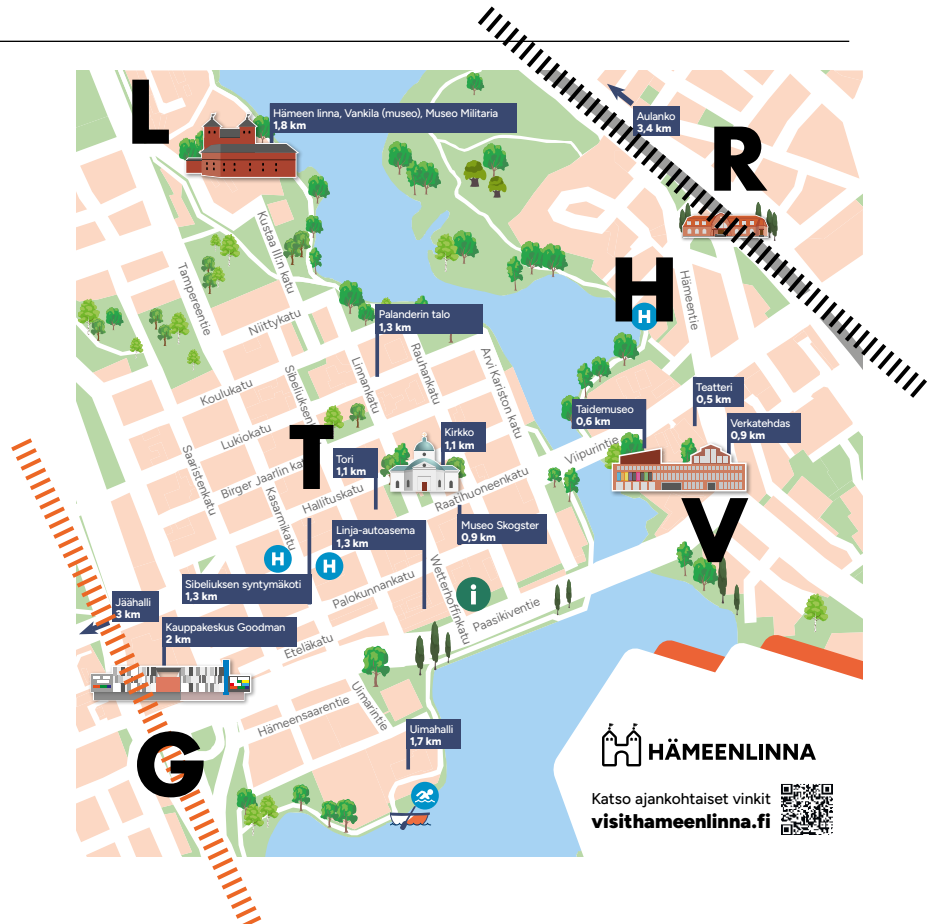 L
Hämeen linna, Vankila (museo), Museo Militaria
1,8 km
Aulanko
3,4 km
R
Kustaa III:n katu
Tampereentie
Niittykatu
H
H
Hämeentie
Palanderin talo
1,3 km
Koulukatu
Linnankatu
Rauhankatu
Arvi Kariston katu
Teatteri
0,5 km
Taidemuseo
0,6 km
Verkatehdas
0,9 km
Lukiokatu
T
Kirkko
1,1 km
Tori
1,1 km
Viipurintie
Saaristenkatu
Kasarmikatu
Hallituskatu
Raatihuoneenkatu
V
Museo Skogster
0,9 km
Linja-autoasema
1,3 km
H
H
Sibeliuksen syntymäkoti
1,3 km
Palokunnankatu
Wetterhoffinkatu
i
Paasikiventie
Jäähalli
3 km
Kauppakeskus Goodman
2 km
Eteläkatu
Hämeensaarentie
Uimarintie
Uimahalli
1,7 km
G
HÄMEENLINNA
Katso ajankohtaiset vinkit
visithameenlinna.fi